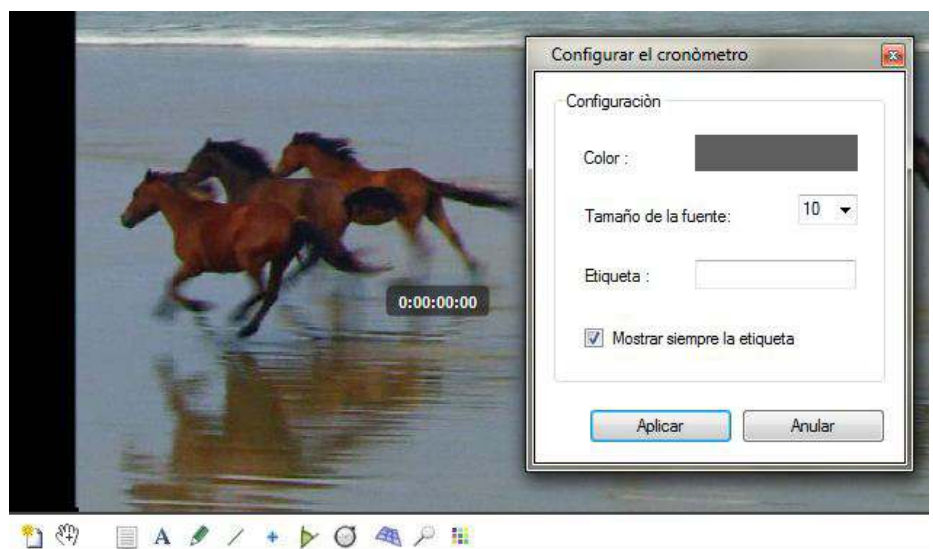 Configurar el cronòmetro
Configuraciòn
Color :
Tamaño de la fuente:
10
Etiqueta :
0:00:00:00
Mostrar siempre la etiqueta
Aplicar
Anular
A